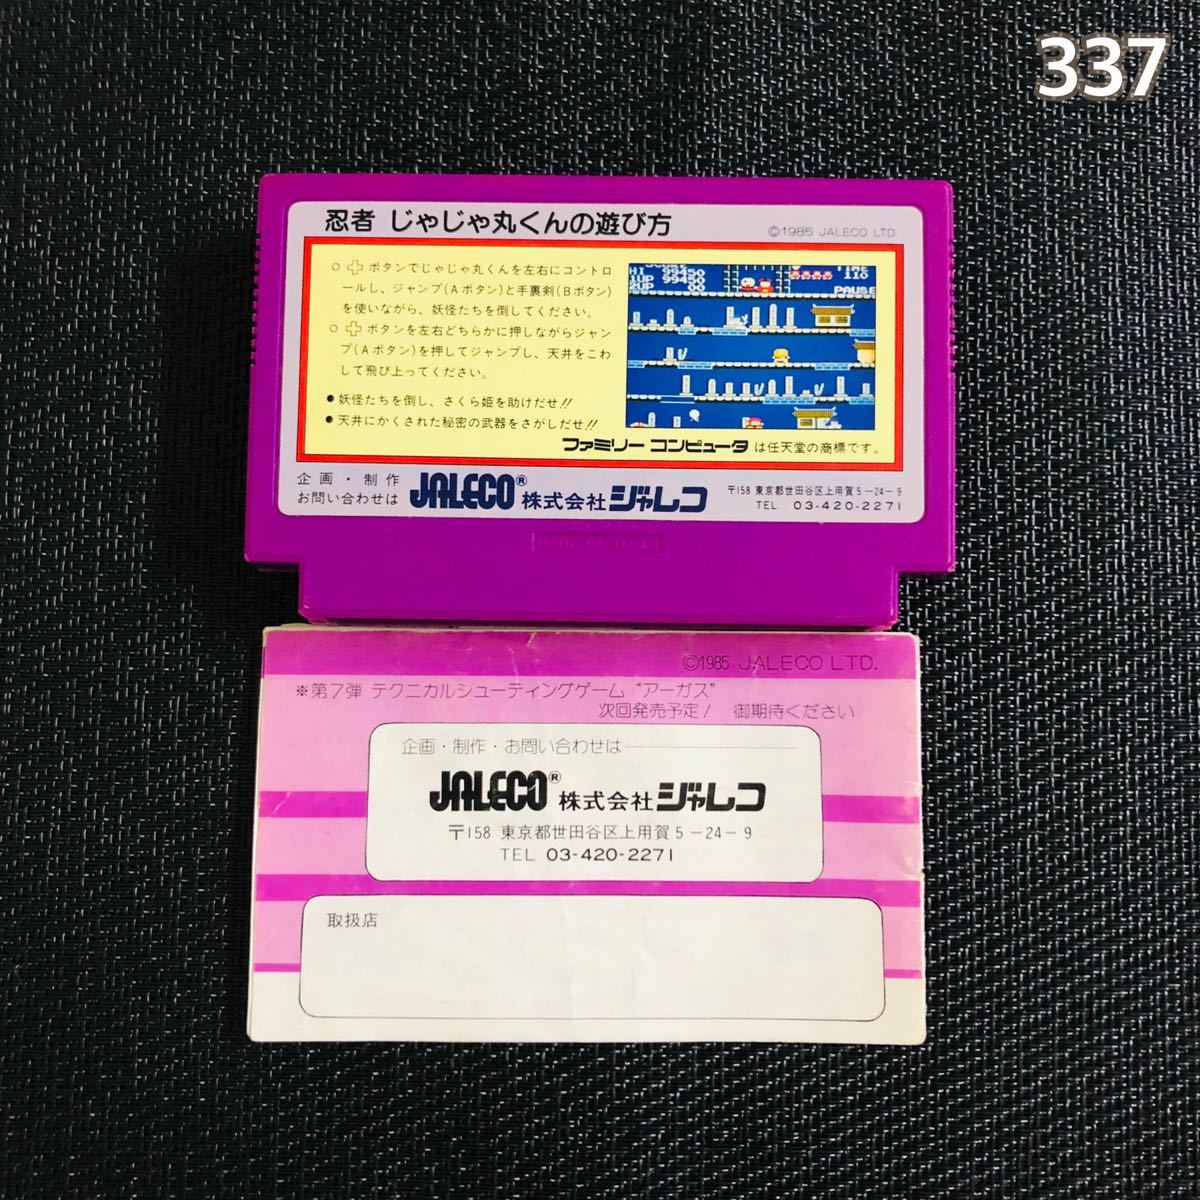 337
忍者 じゃじゃ丸くんの遊び方
©1985 JALECO LTD.
○ ボタンでじゃじゃ丸くんを左右にコントロ
ールし、ジャンプ(Aボタン)と手裏剣(Bボタン)
を使いながら、妖怪たちを倒してください。
○ ボタンを左右どちらかに押しながらジャン
プ(Aボタン)を押してジャンプし、天井をこわ
して飛び上ってください。
●妖怪たちを倒し、さくら姫を助けだせ!!
●天井にかくされた秘密の武器をさがしだせ!!
HI 99450
1UP 99450
2UP 00
TIME
110
PAUSE
ファミリー コンピュータ は任天堂の商標です。
企画・制作
お問い合わせは
JALECO® 株式会社ジャレコ
〒158 東京都世田谷区上用賀5-24-9
TEL 03-420-2271
MADE IN JAPAN
©1985 JALECO LTD.
※第7弾 テクニカルシューティングゲーム “アーガス”
次回発売予定! 御期待ください
企画・制作・お問い合わせは
JALECO® 株式会社ジャレコ
〒158 東京都世田谷区上用賀5-24-9
TEL 03-420-2271
取扱店